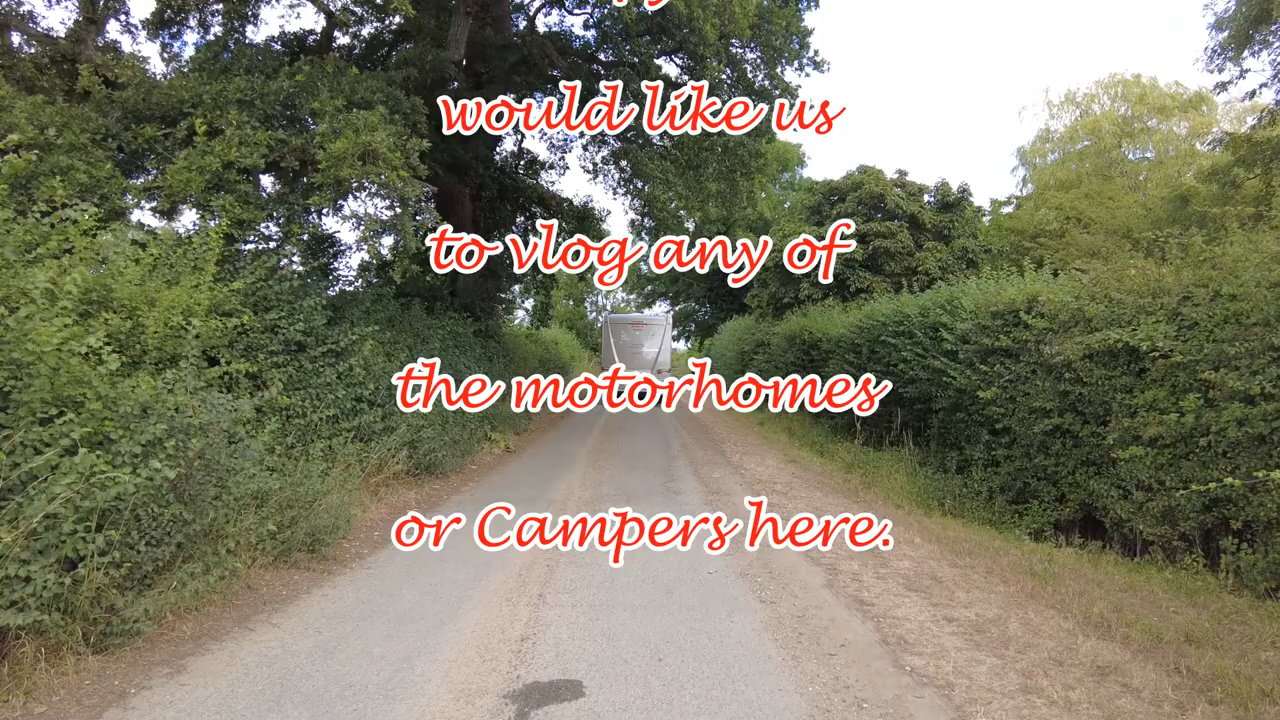 would like us
to vlog any of
the motorhomes
or Campers here.